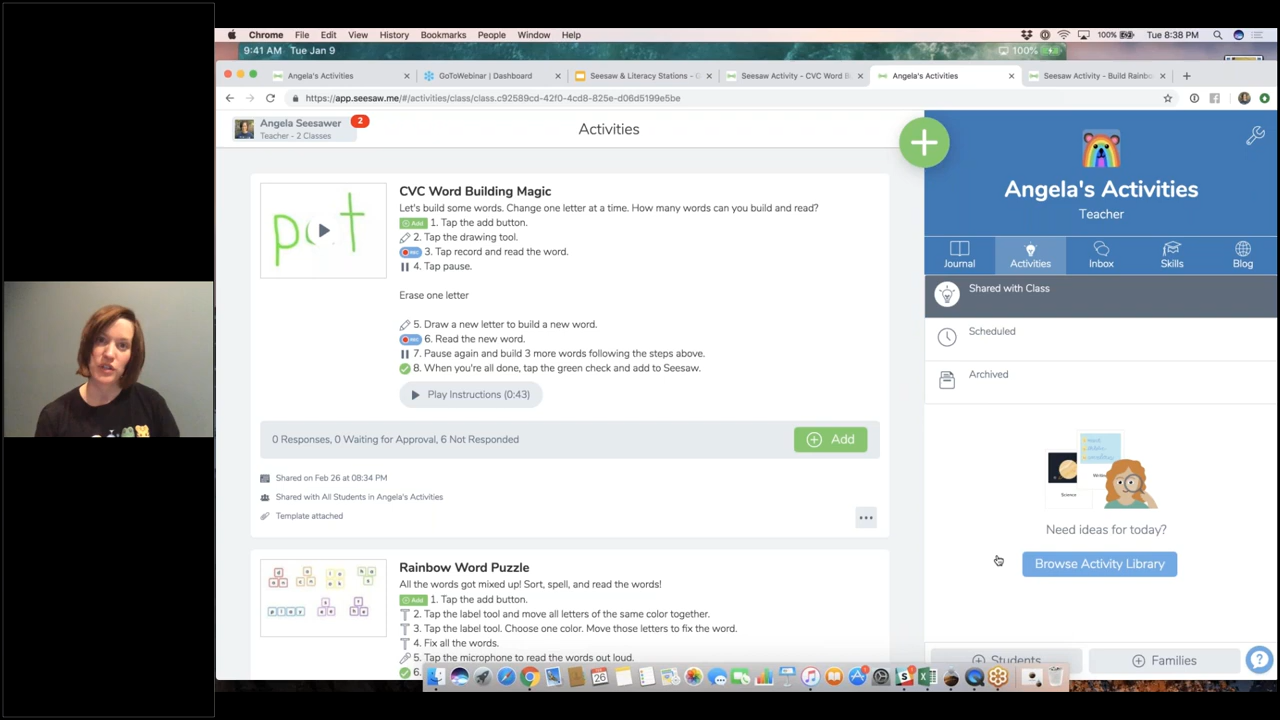 Chrome File Edit View History Bookmarks People Window Help
100% Tue 8:38 PM
9:41 AM Tue Jan 9
100%
Angela's Activities
GoToWebinar | Dashboard
Seesaw & Literacy Stations -
Seesaw Activity - CVC Word B
Angela's Activities
Seesaw Activity - Build Rainbo
https://app.seesaw.me/#/activities/class/class.c92589cd-42f0-4cd8-825e-d06d5199e5be
Angela Seesawer
2
Teacher - 2 Classes
Activities
CVC Word Building Magic
Let's build some words. Change one letter at a time. How many words can you build and read?
Add 1. Tap the add button.
2. Tap the drawing tool.
REC 3. Tap record and read the word.
4. Tap pause.
Erase one letter
5. Draw a new letter to build a new word.
REC 6. Read the new word.
7. Pause again and build 3 more words following the steps above.
8. When you're all done, tap the green check and add to Seesaw.
Play Instructions (0:43)
0 Responses, 0 Waiting for Approval, 6 Not Responded
Add
Shared on Feb 26 at 08:34 PM
Shared with All Students in Angela's Activities
Template attached
Rainbow Word Puzzle
All the words got mixed up! Sort, spell, and read the words!
Add 1. Tap the add button.
2. Tap the label tool and move all letters of the same color together.
3. Tap the label tool. Choose one color. Move those letters to fix the word.
4. Fix all the words.
5. Tap the microphone to read the words out loud.
6.
Angela's Activities
Teacher
Journal Activities Inbox Skills Blog
Shared with Class
Scheduled
Archived
Science
Need ideas for today?
Browse Activity Library
Students
Families
?
26